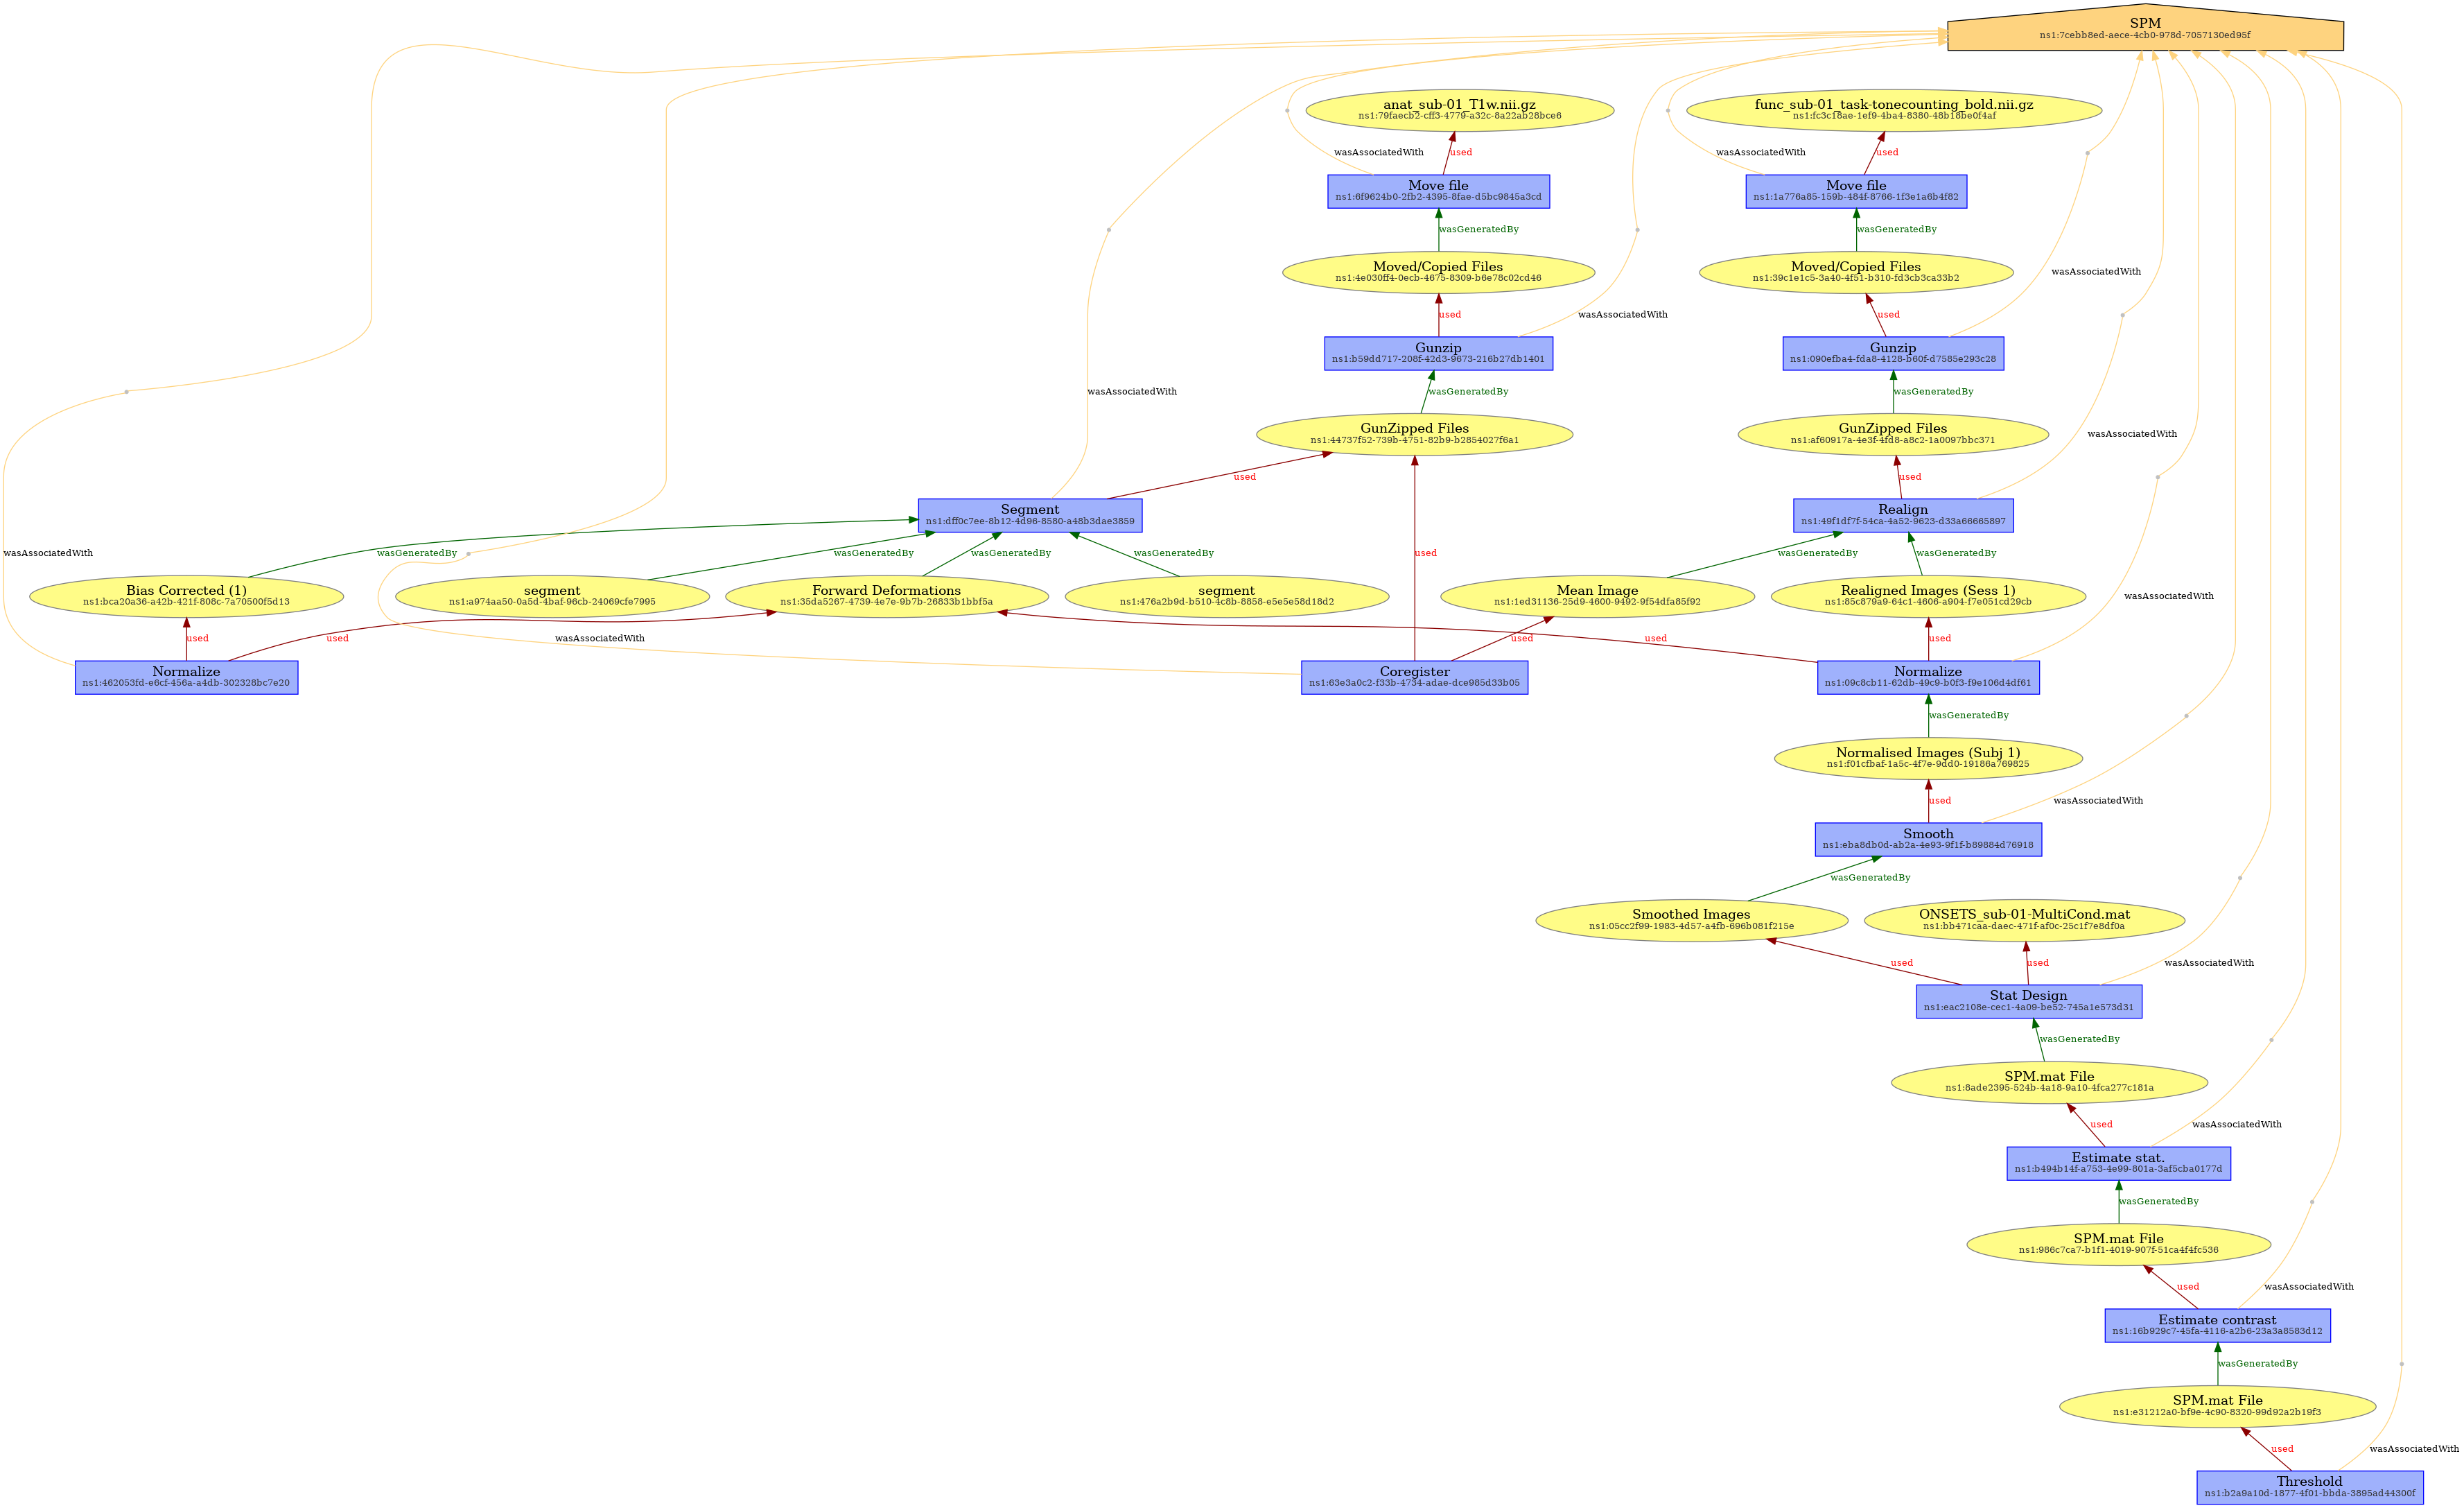 SPM
ns1:7cebb8ed-aece-4cb0-978d-7057130ed95f
anat_sub-01_T1w.nii.gz
ns1:79faecb2-cff3-4779-a32c-8a22ab28bce6
func_sub-01_task-tonecounting_bold.nii.gz
ns1:fc3c18ae-1ef9-4ba4-8380-48b18be0f4af
wasAssociatedWith
used
wasAssociatedWith
used
Move file
ns1:6f9624b0-2fb2-4395-8fae-d5bc9845a3cd
Move file
ns1:1a776a85-159b-484f-8766-1f3e1a6b4f82
wasGeneratedBy
wasGeneratedBy
Moved/Copied Files
ns1:4e030ff4-0ecb-4675-8309-b6e78c02cd46
Moved/Copied Files
ns1:39c1e1c5-3a40-4f51-b310-fd3cb3ca33b2
wasAssociatedWith
used
wasAssociatedWith
used
Gunzip
ns1:b59dd717-208f-42d3-9673-216b27db1401
Gunzip
ns1:090efba4-fda8-4128-b60f-d7585e293c28
wasAssociatedWith
wasGeneratedBy
wasGeneratedBy
GunZipped Files
ns1:44737f52-739b-4751-82b9-b2854027f6a1
GunZipped Files
ns1:af60917a-4e3f-4fd8-a8c2-1a0097bbc371
wasAssociatedWith
used
used
Segment
ns1:dff0c7ee-8b12-4d96-8580-a48b3dae3859
Realign
ns1:49f1df7f-54ca-4a52-9623-d33a66665897
wasAssociatedWith
wasGeneratedBy
wasGeneratedBy
wasGeneratedBy
wasGeneratedBy
used
wasGeneratedBy
wasGeneratedBy
Bias Corrected (1)
ns1:bca20a36-a42b-421f-808c-7a70500f5d13
segment
ns1:a974aa50-0a5d-4baf-96cb-24069cfe7995
Forward Deformations
ns1:35da5267-4739-4e7e-9b7b-26833b1bbf5a
segment
ns1:476a2b9d-b510-4c8b-8858-e5e5e58d18d2
Mean Image
ns1:1ed31136-25d9-4600-9492-9f54dfa85f92
Realigned Images (Sess 1)
ns1:85c879a9-64c1-4606-a904-f7e051cd29cb
wasAssociatedWith
used
used
wasAssociatedWith
used
used
used
Normalize
ns1:462053fd-e6cf-456a-a4db-302328bc7e20
Coregister
ns1:63e3a0c2-f33b-4734-adae-dce985d33b05
Normalize
ns1:09c8cb11-62db-49c9-b0f3-f9e106d4df61
wasGeneratedBy
Normalised Images (Subj 1)
ns1:f01cfbaf-1a5c-4f7e-9dd0-19186a769825
used
wasAssociatedWith
Smooth
ns1:eba8db0d-ab2a-4e93-9f1f-b89884d76918
wasGeneratedBy
Smoothed Images
ns1:05cc2f99-1983-4d57-a4fb-696b081f215e
ONSETS_sub-01-MultiCond.mat
ns1:bb471caa-daec-471f-af0c-25c1f7e8df0a
used
used
wasAssociatedWith
Stat Design
ns1:eac2108e-cec1-4a09-be52-745a1e573d31
wasGeneratedBy
SPM.mat File
ns1:8ade2395-524b-4a18-9a10-4fca277c181a
used
wasAssociatedWith
Estimate stat.
ns1:b494b14f-a753-4e99-801a-3af5cba0177d
wasGeneratedBy
SPM.mat File
ns1:986c7ca7-b1f1-4019-907f-51ca4f4fc536
used
wasAssociatedWith
Estimate contrast
ns1:16b929c7-45fa-4116-a2b6-23a3a8583d12
wasGeneratedBy
SPM.mat File
ns1:e31212a0-bf9e-4c90-8320-99d92a2b19f3
used
wasAssociatedWith
Threshold
ns1:b2a9a10d-1877-4f01-bbda-3895ad44300f